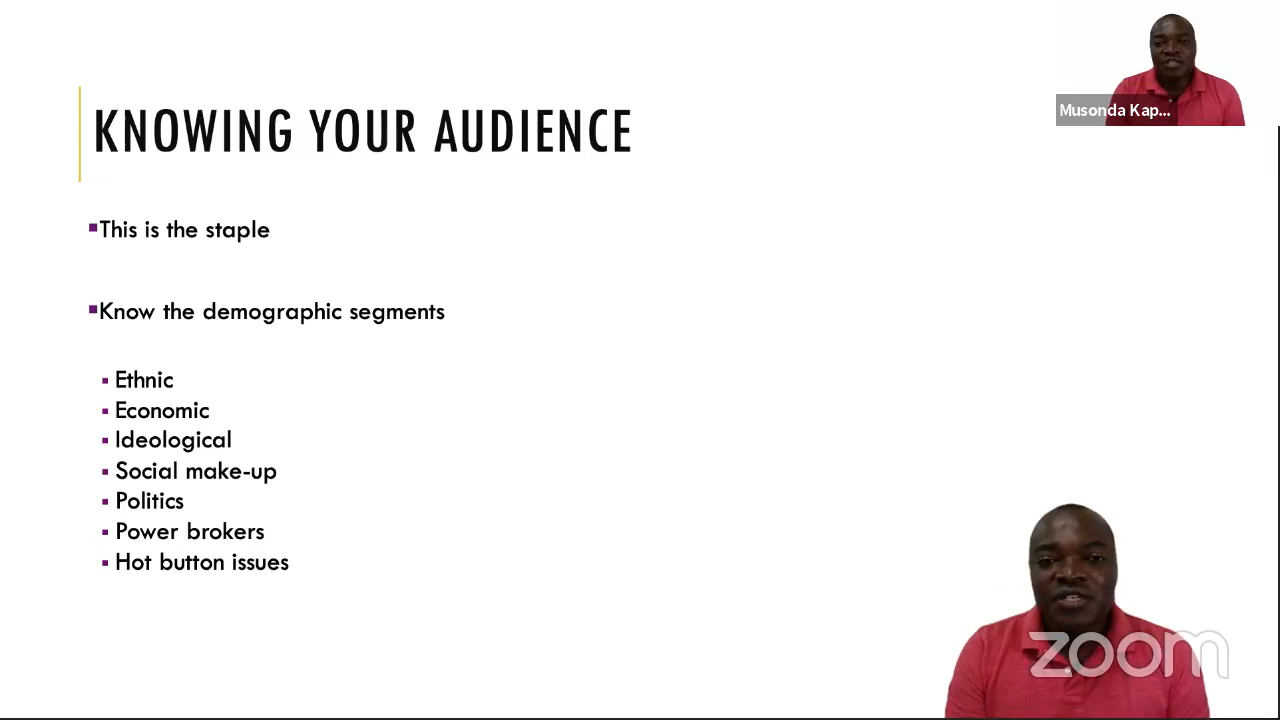 Musonda Kap...
KNOWING YOUR AUDIENCE
▪This is the staple
▪Know the demographic segments
▪ Ethnic
▪ Economic
▪ Ideological
▪ Social make-up
▪ Politics
▪ Power brokers
▪ Hot button issues
zoom